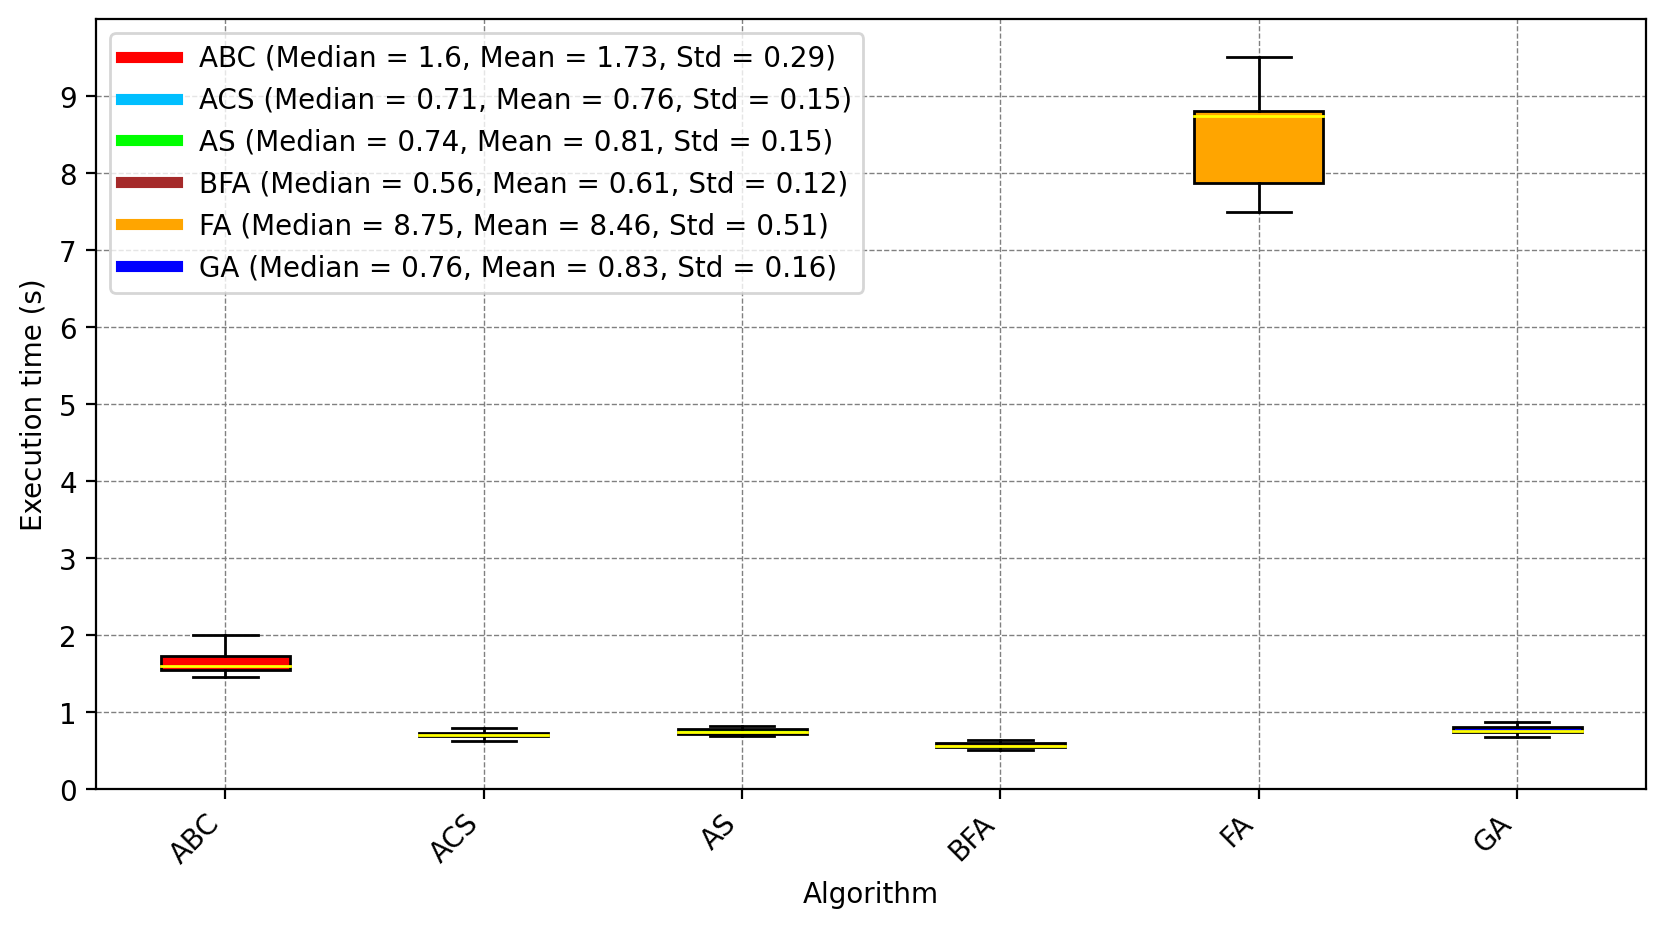 ABC (Median = 1.6, Mean = 1.73, Std = 0.29)
ACS (Median = 0.71, Mean = 0.76, Std = 0.15)
AS (Median = 0.74, Mean = 0.81, Std = 0.15)
BFA (Median = 0.56, Mean = 0.61, Std = 0.12)
FA (Median = 8.75, Mean = 8.46, Std = 0.51)
GA (Median = 0.76, Mean = 0.83, Std = 0.16)
Execution time (s)
9
8
7
6
5
4
3
2
1
0
ABC
ACS
AS
BFA
FA
GA
Algorithm